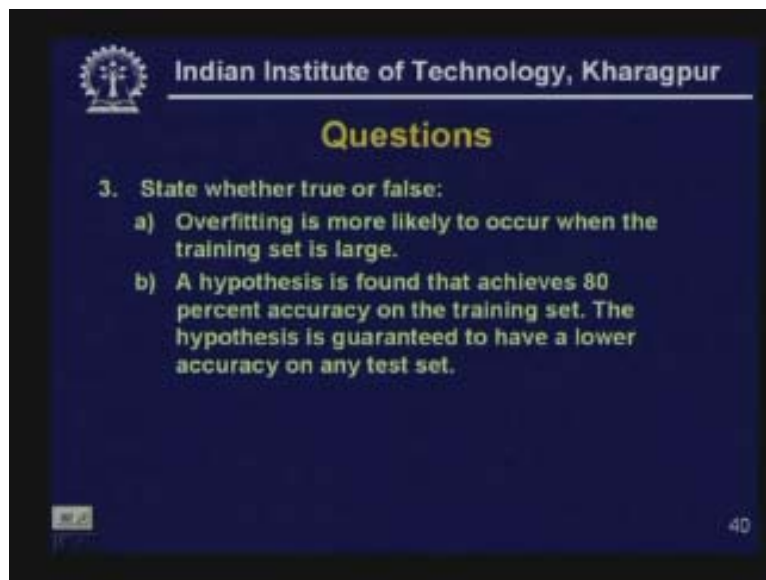 Indian Institute of Technology, Kharagpur
Questions
3. State whether true or false:
a) Overfitting is more likely to occur when the
training set is large.
b) A hypothesis is found that achieves 80
percent accuracy on the training set. The
hypothesis is guaranteed to have a lower
accuracy on any test set.
40